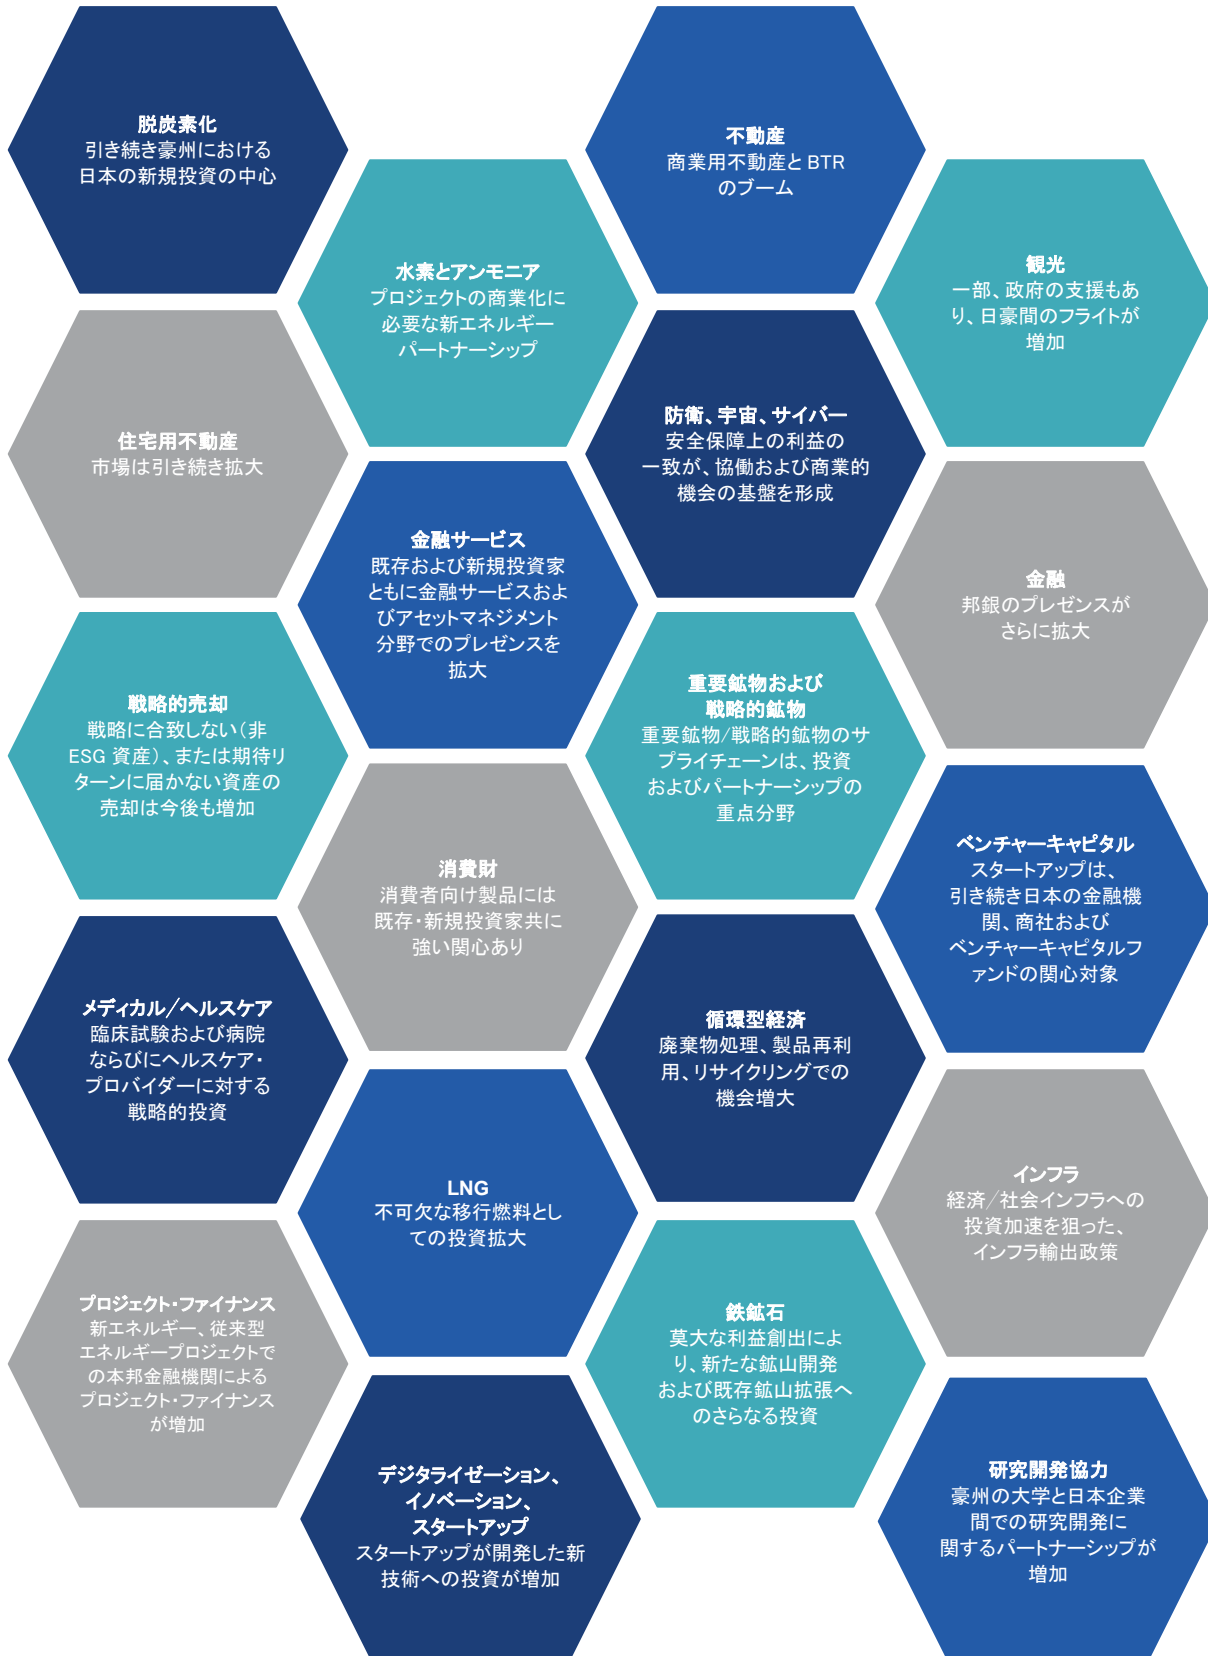 脱炭素化
引き続き豪州における
日本の新規投資の中心
不動産
商業用不動産と BTR
のブーム
水素とアンモニア
プロジェクトの商業化に
必要な新エネルギー
パートナーシップ
観光
一部、政府の支援もあ
り、日豪間のフライトが
増加
住宅用不動産
市場は引き続き拡大
防衛、宇宙、サイバー
安全保障上の利益の
一致が、協働および商業的
機会の基盤を形成
金融サービス
既存および新規投資家
ともに金融サービスおよ
びアセットマネジメント
分野でのプレゼンスを
拡大
金融
邦銀のプレゼンスが
さらに拡大
戦略的売却
戦略に合致しない（非
ESG 資産）、または期待リ
ターンに届かない資産の
売却は今後も増加
重要鉱物および
戦略的鉱物
重要鉱物/戦略的鉱物のサ
プライチェーンは、投資
およびパートナーシップの
重点分野
消費財
消費者向け製品には
既存・新規投資家共に
強い関心あり
ベンチャーキャピタル
スタートアップは、
引き続き日本の金融機
関、商社および
ベンチャーキャピタルフ
ァンドの関心対象
メディカル/ヘルスケア
臨床試験および病院
ならびにヘルスケア・
プロバイダーに対する
戦略的投資
循環型経済
廃棄物処理、製品再利
用、リサイクリングでの
機会増大
LNG
不可欠な移行燃料とし
ての投資拡大
インフラ
経済/社会インフラへの
投資加速を狙った、
インフラ輸出政策
プロジェクト・ファイナンス
新エネルギー、従来型
エネルギープロジェクトで
の本邦金融機関による
プロジェクト・ファイナンス
が増加
鉄鉱石
莫大な利益創出によ
り、新たな鉱山開発
および既存鉱山拡張へ
のさらなる投資
デジタライゼーション、
イノベーション、
スタートアップ
スタートアップが開発した新
技術への投資が増加
研究開発協力
豪州の大学と日本企業
間での研究開発に
関するパートナーシップが
増加